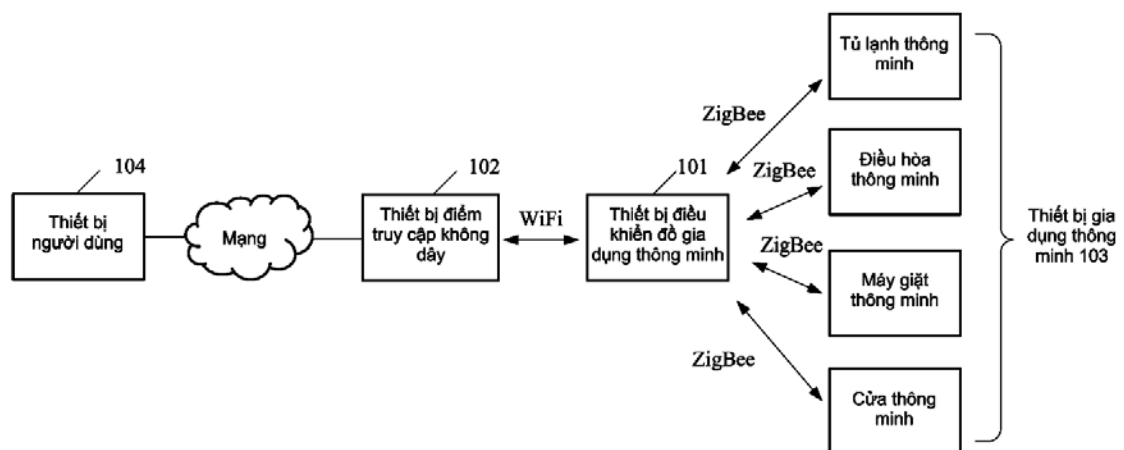 104
Thiết bị
người dùng
Mạng
102
Thiết bị điểm
truy cập không
dây
WiFi
101
Thiết bị điều
khiển đồ gia
dụng thông minh
ZigBee
ZigBee
ZigBee
ZigBee
Tủ lạnh thông
minh
Điều hòa
thông minh
Máy giặt
thông minh
Cửa thông
minh
Thiết bị gia
dụng thông
minh 103